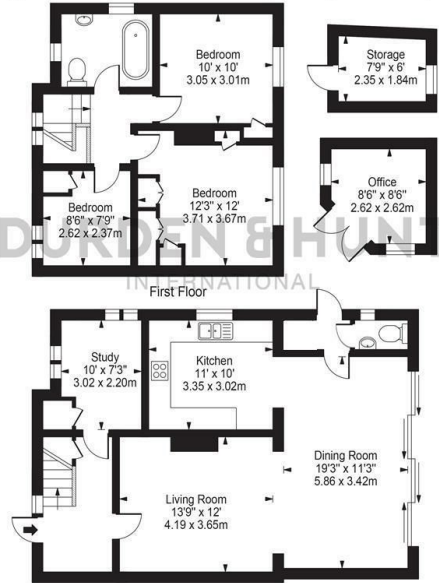 Bedroom
10' x 10'
3.05 x 3.01m
Storage
7'9" x 6'
2.35 x 1.84m
Bedroom
8'6" x 7'9"
2.62 x 2.37m
Bedroom
12'3" x 12'
3.71 x 3.67m
Office
8'6" x 8'6"
2.62 x 2.62m
DURDEN & HUNT
INTERNATIONAL
First Floor
Study
10' x 7'3"
3.02 x 2.20m
Kitchen
11' x 10'
3.35 x 3.02m
Dining Room
19'3" x 11'3"
5.86 x 3.42m
Living Room
13'9" x 12'
4.19 x 3.65m